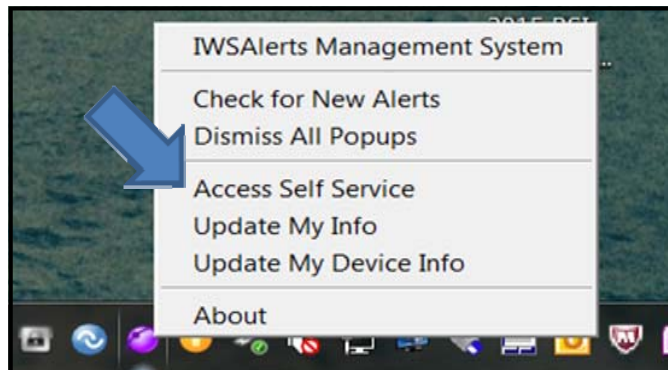 IWSAlerts Management System
Check for New Alerts
Dismiss All Popups
Access Self Service
Update My Info
Update My Device Info
About